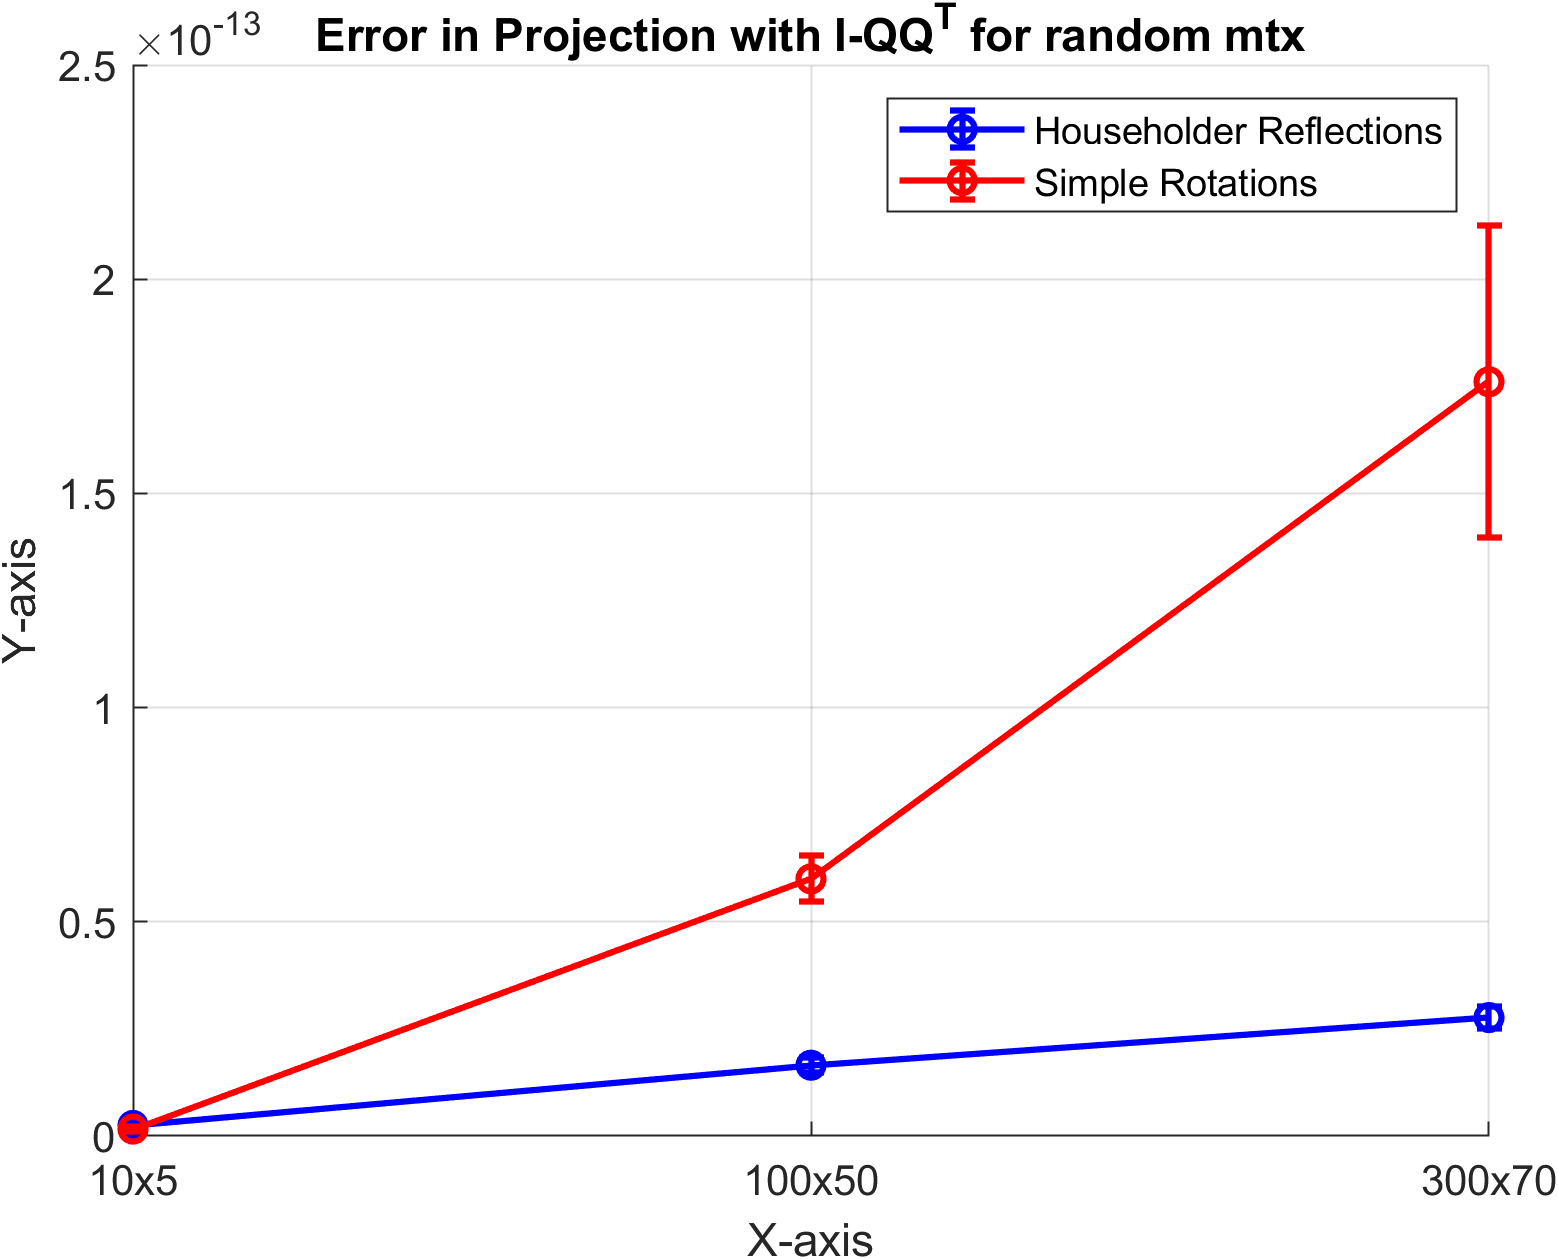 Error in Projection with I-QQ^T for random mtx
×10^-13
2.5
2
1.5
1
0.5
0
Y-axis
Householder Reflections
Simple Rotations
10x5 100x50 300x70
X-axis